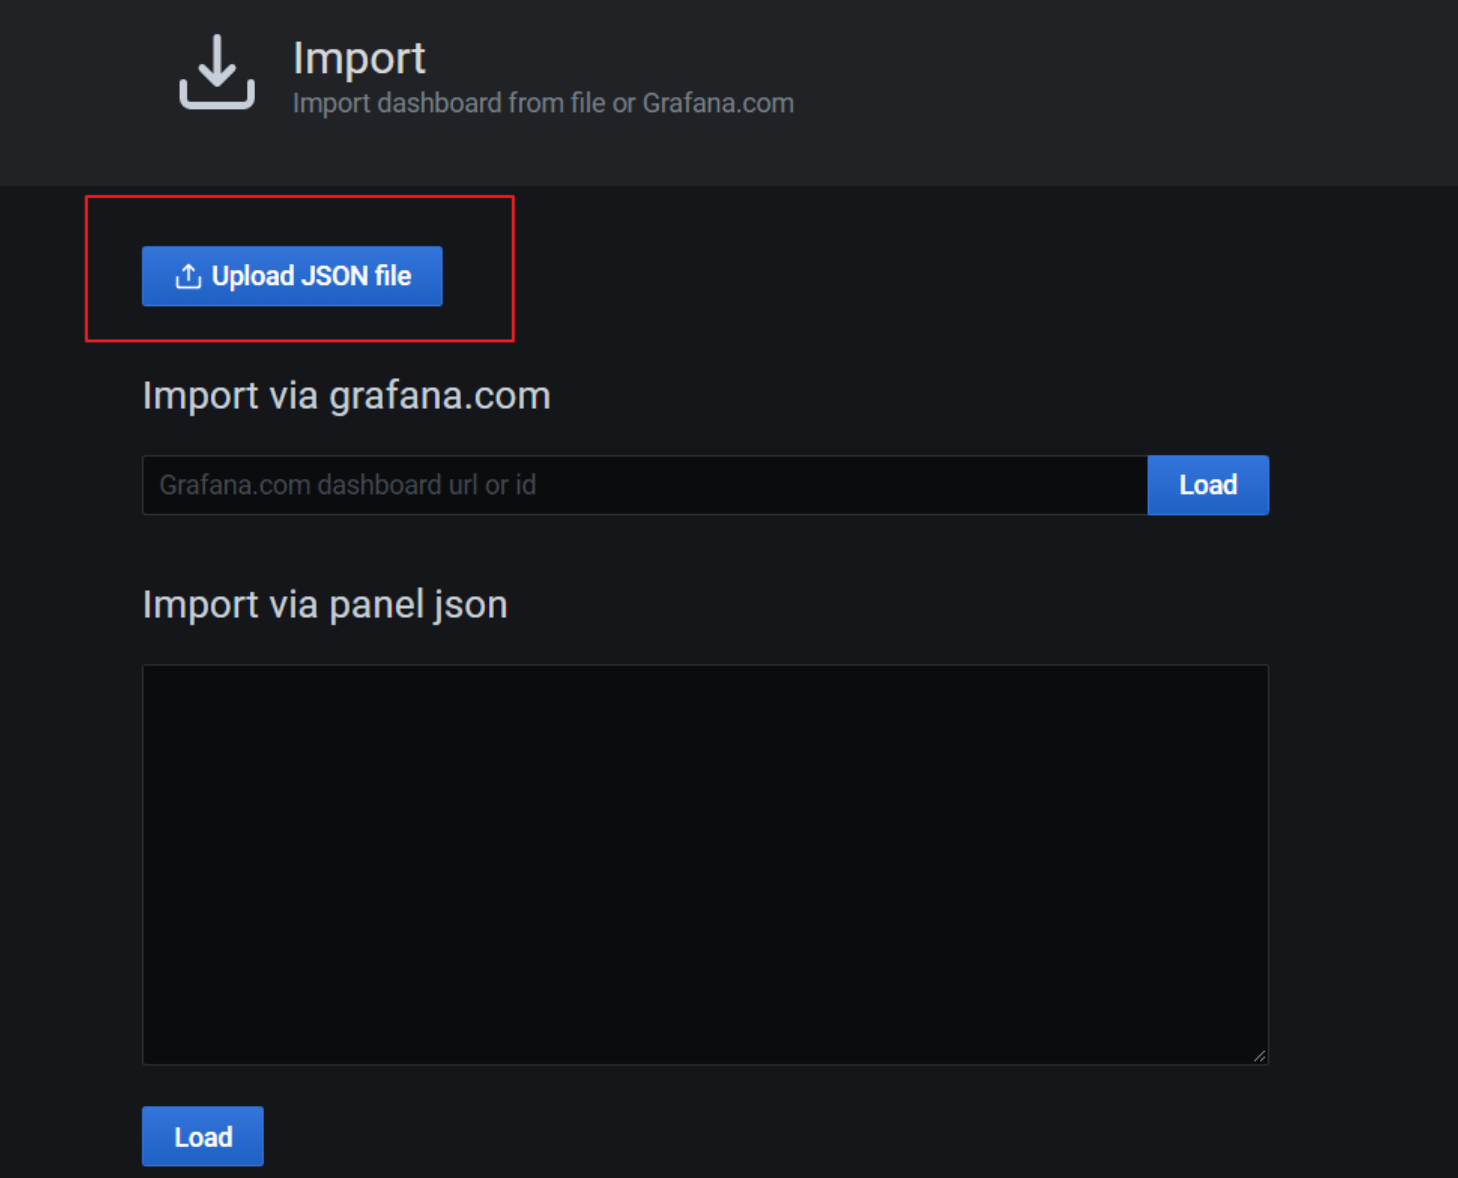 Import
Import dashboard from file or Grafana.com
Upload JSON file
Import via grafana.com
Grafana.com dashboard url or id
Load
Import via panel json
Load